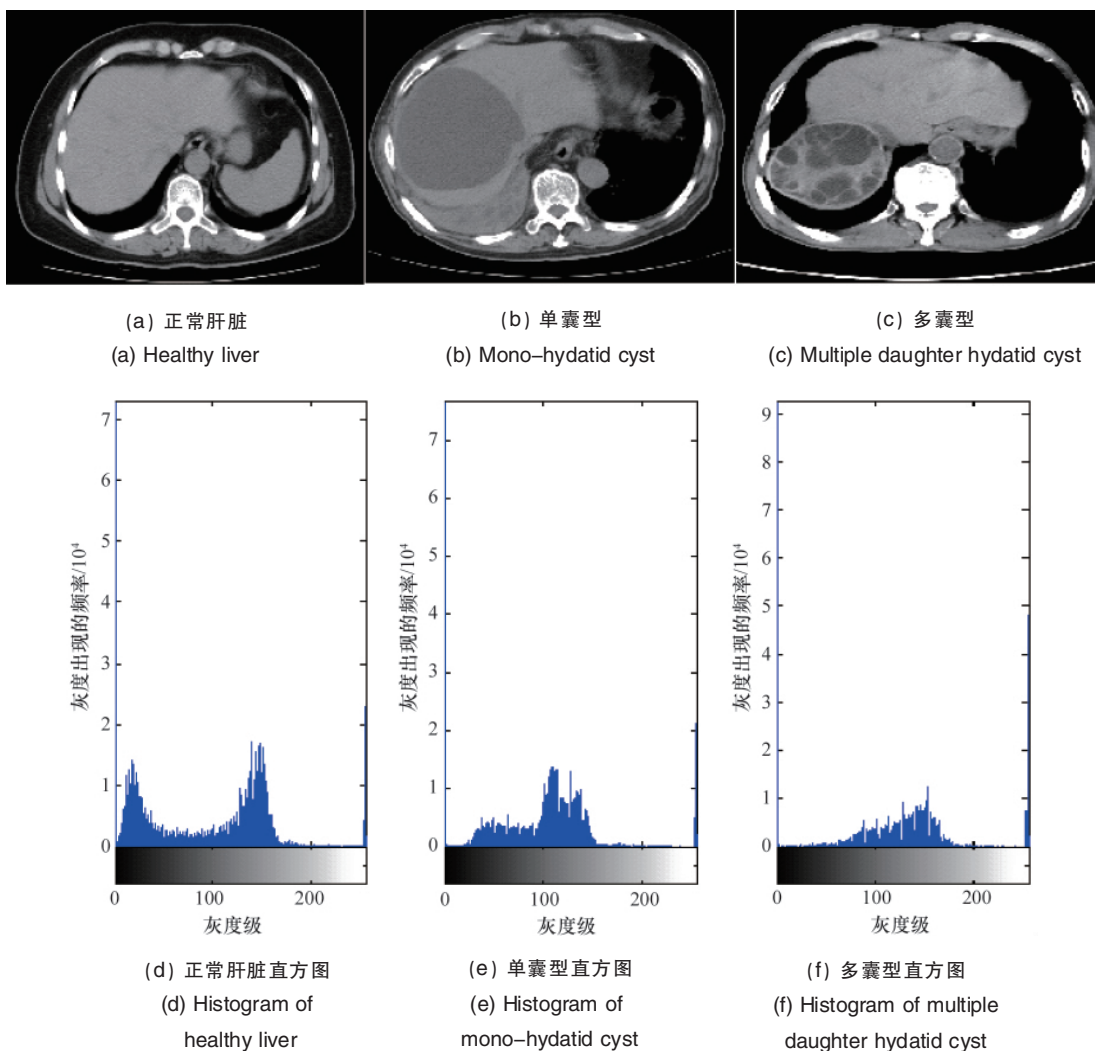 (a) 正常肝脏
(a) Healthy liver
(b) 单囊型
(b) Mono-hydatid cyst
(c) 多囊型
(c) Multiple daughter hydatid cyst
7
6
5
4
3
2
1
0
灰度出现的频率/10⁴
0 100 200
灰度级
(d) 正常肝脏直方图
(d) Histogram of
healthy liver
7
6
5
4
3
2
1
0
灰度出现的频率/10⁴
0 100 200
灰度级
(e) 单囊型直方图
(e) Histogram of
mono-hydatid cyst
9
8
7
6
5
4
3
2
1
0
灰度出现的频率/10⁴
0 100 200
灰度级
(f) 多囊型直方图
(f) Histogram of multiple
daughter hydatid cyst